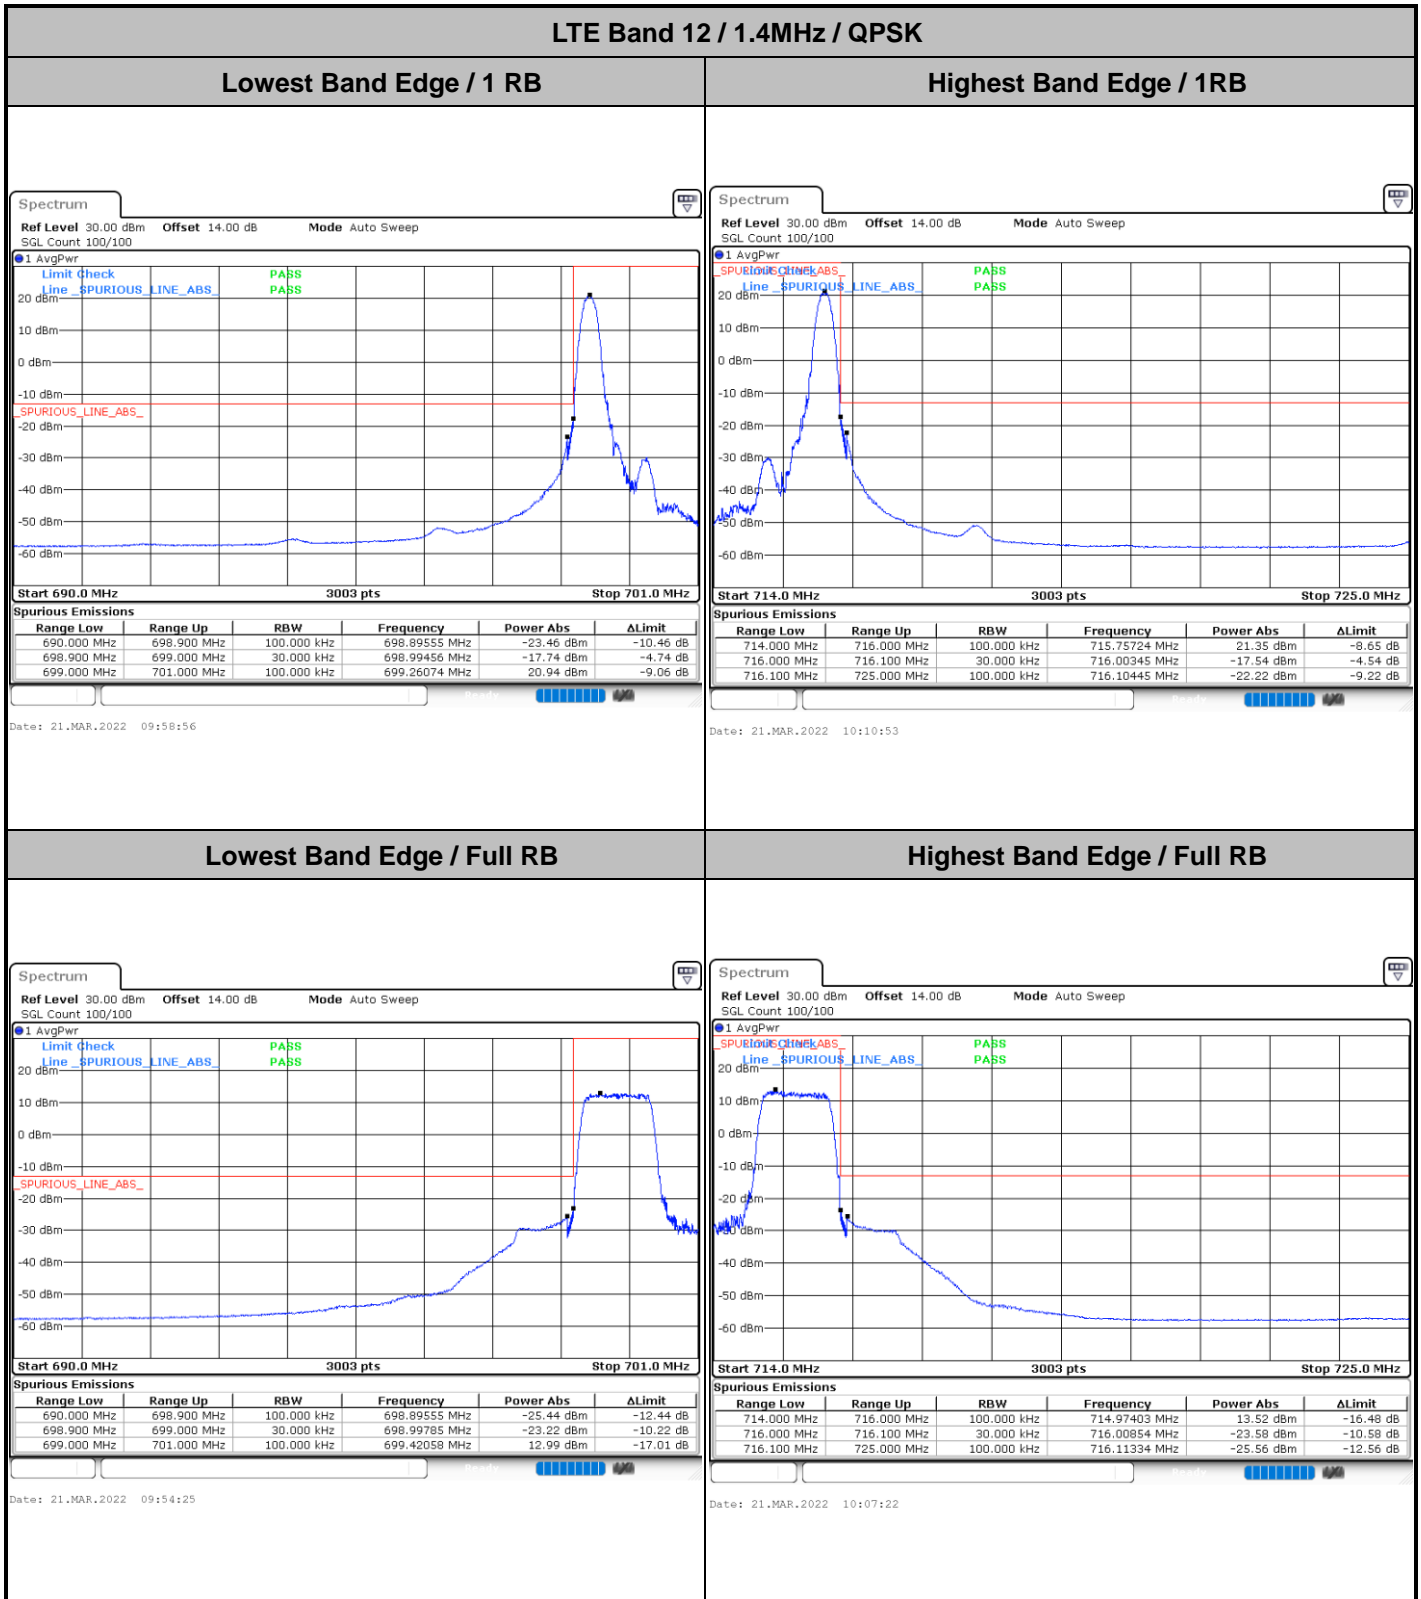 LTE Band 12 / 1.4MHz / QPSK
Lowest Band Edge / 1 RB
Highest Band Edge / 1RB
Spectrum
Ref Level 30.00 dBm Offset 14.00 dB Mode Auto Sweep
SGL Count 100/100
1 AvgPwr
Limit Check PASS
Line _SPURIOUS_LINE_ABS_ PASS
20 dBm
10 dBm
0 dBm
-10 dBm
_SPURIOUS_LINE_ABS_
-20 dBm
-30 dBm
-40 dBm
-50 dBm
-60 dBm
Start 690.0 MHz 3003 pts Stop 701.0 MHz
Spurious Emissions
Range Low Range Up RBW Frequency Power Abs ΔLimit
690.000 MHz 698.900 MHz 100.000 kHz 698.89555 MHz -23.46 dBm -10.46 dB
698.900 MHz 699.000 MHz 30.000 kHz 698.99456 MHz -17.74 dBm -4.74 dB
699.000 MHz 701.000 MHz 100.000 kHz 699.26074 MHz 20.94 dBm -9.06 dB
Ready
Date: 21.MAR.2022 09:58:56
Spectrum
Ref Level 30.00 dBm Offset 14.00 dB Mode Auto Sweep
SGL Count 100/100
1 AvgPwr
_SPURIOUS_LINE_ABS_
Limit Check PASS
Line _SPURIOUS_LINE_ABS_ PASS
20 dBm
10 dBm
0 dBm
-10 dBm
-20 dBm
-30 dBm
-40 dBm
-50 dBm
-60 dBm
Start 714.0 MHz 3003 pts Stop 725.0 MHz
Spurious Emissions
Range Low Range Up RBW Frequency Power Abs ΔLimit
714.000 MHz 716.000 MHz 100.000 kHz 715.75724 MHz 21.35 dBm -8.65 dB
716.000 MHz 716.100 MHz 30.000 kHz 716.00345 MHz -17.54 dBm -4.54 dB
716.100 MHz 725.000 MHz 100.000 kHz 716.10445 MHz -22.22 dBm -9.22 dB
Ready
Date: 21.MAR.2022 10:10:53
Lowest Band Edge / Full RB
Highest Band Edge / Full RB
Spectrum
Ref Level 30.00 dBm Offset 14.00 dB Mode Auto Sweep
SGL Count 100/100
1 AvgPwr
Limit Check PASS
Line _SPURIOUS_LINE_ABS_ PASS
20 dBm
10 dBm
0 dBm
-10 dBm
_SPURIOUS_LINE_ABS_
-20 dBm
-30 dBm
-40 dBm
-50 dBm
-60 dBm
Start 690.0 MHz 3003 pts Stop 701.0 MHz
Spurious Emissions
Range Low Range Up RBW Frequency Power Abs ΔLimit
690.000 MHz 698.900 MHz 100.000 kHz 698.89555 MHz -25.44 dBm -12.44 dB
698.900 MHz 699.000 MHz 30.000 kHz 698.99785 MHz -23.22 dBm -10.22 dB
699.000 MHz 701.000 MHz 100.000 kHz 699.42058 MHz 12.99 dBm -17.01 dB
Ready
Date: 21.MAR.2022 09:54:25
Spectrum
Ref Level 30.00 dBm Offset 14.00 dB Mode Auto Sweep
SGL Count 100/100
1 AvgPwr
_SPURIOUS_LINE_ABS_
Limit Check PASS
Line _SPURIOUS_LINE_ABS_ PASS
20 dBm
10 dBm
0 dBm
-10 dBm
-20 dBm
-30 dBm
-40 dBm
-50 dBm
-60 dBm
Start 714.0 MHz 3003 pts Stop 725.0 MHz
Spurious Emissions
Range Low Range Up RBW Frequency Power Abs ΔLimit
714.000 MHz 716.000 MHz 100.000 kHz 714.97403 MHz 13.52 dBm -16.48 dB
716.000 MHz 716.100 MHz 30.000 kHz 716.00854 MHz -23.58 dBm -10.58 dB
716.100 MHz 725.000 MHz 100.000 kHz 716.11334 MHz -25.56 dBm -12.56 dB
Ready
Date: 21.MAR.2022 10:07:22